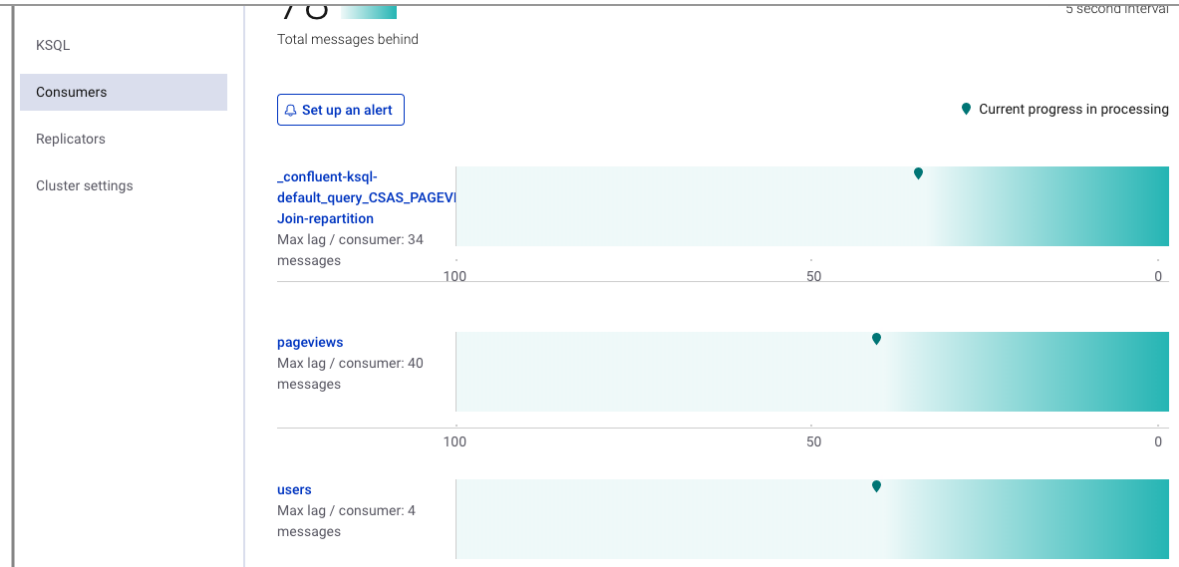 KSQL
Consumers
Replicators
Cluster settings
78
5 second interval
Total messages behind
Set up an alert
Current progress in processing
_confluent-ksql-
default_query_CSAS_PAGEVI
Join-repartition
Max lag / consumer: 34
messages
100
50
0
pageviews
Max lag / consumer: 40
messages
100
50
0
users
Max lag / consumer: 4
messages